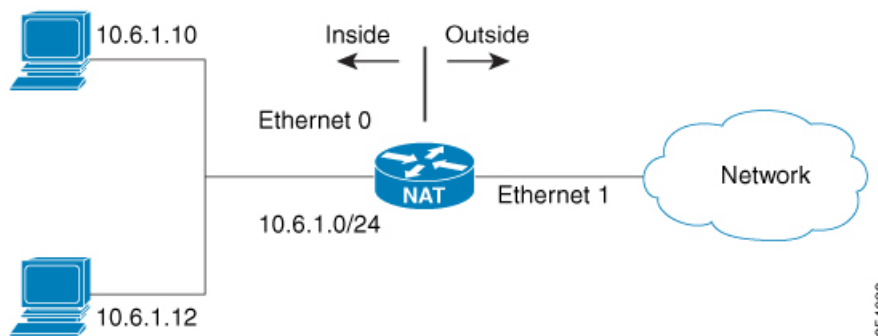 10.6.1.10
Inside
Outside
Ethernet 0
NAT
Ethernet 1
Network
10.6.1.0/24
10.6.1.12